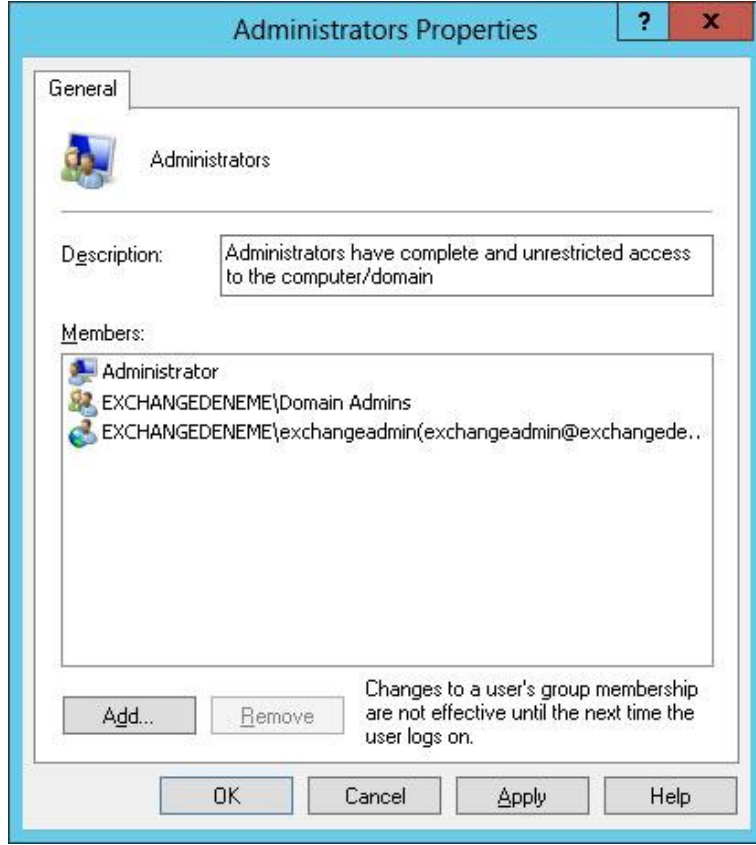 Administrators Properties
?
x
General
Administrators
Description:
Administrators have complete and unrestricted access
to the computer/domain
Members:
Administrator
EXCHANGEDENEME\Domain Admins
EXCHANGEDENEME\exchangeadmin(exchangeadmin@exchangede..
Add...
Remove
Changes to a user's group membership
are not effective until the next time the
user logs on.
OK
Cancel
Apply
Help